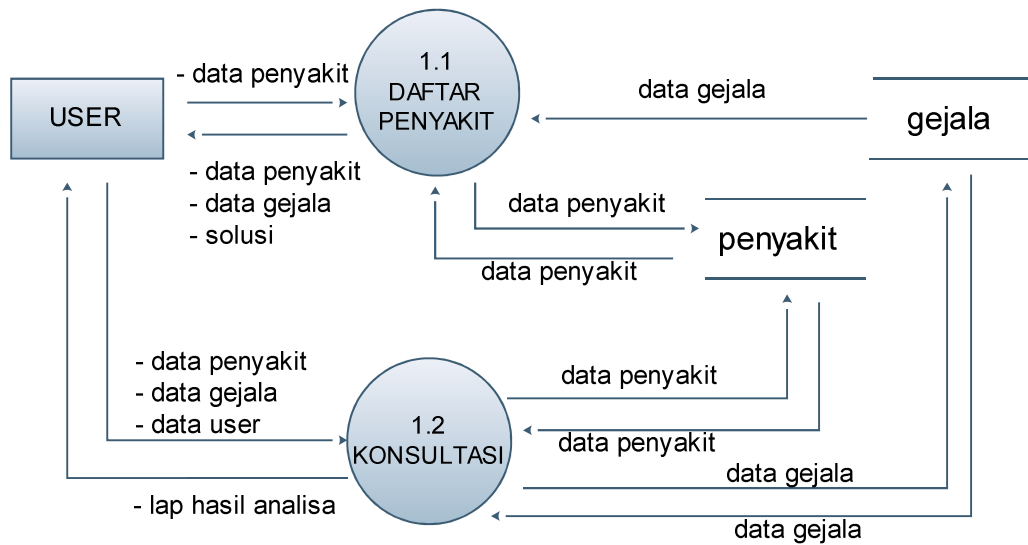 USER
- data penyakit
1.1
DAFTAR
PENYAKIT
data gejala
gejala
- data penyakit
- data gejala
- solusi
data penyakit
penyakit
data penyakit
- data penyakit
- data gejala
- data user
1.2
KONSULTASI
data penyakit
data penyakit
data gejala
- lap hasil analisa
data gejala